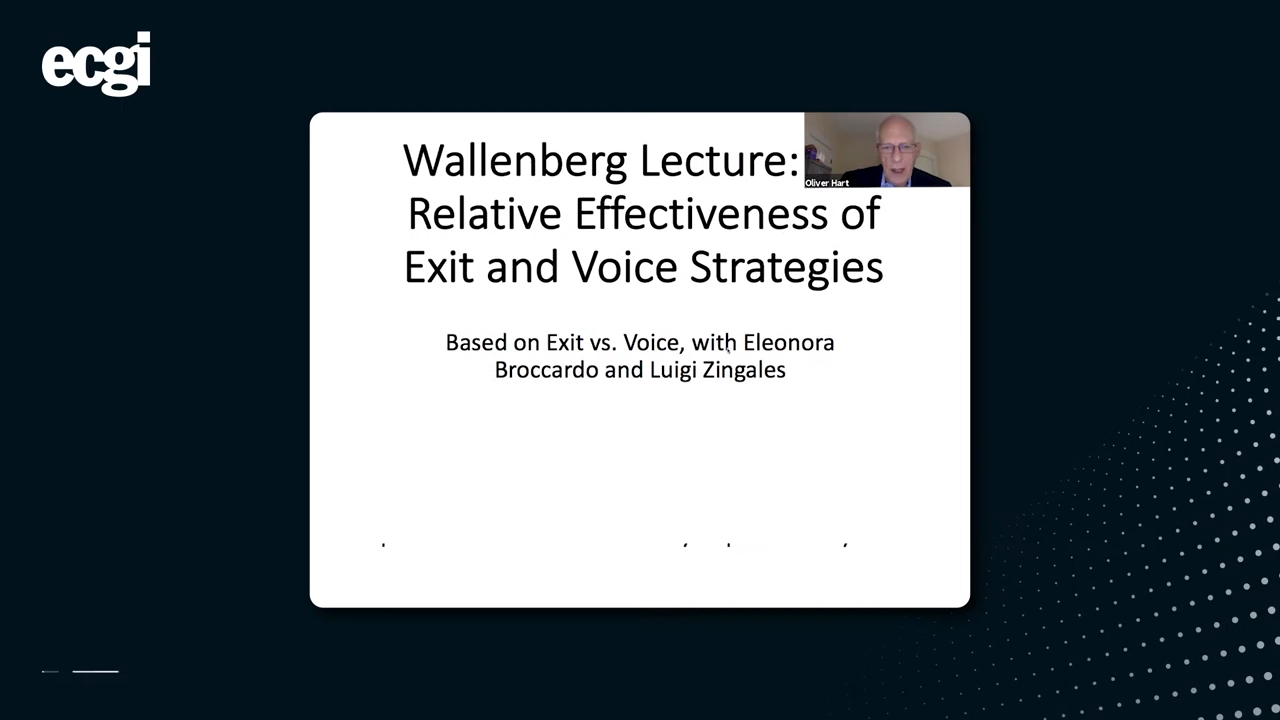 ecgi
Wallenberg Lecture:
Relative Effectiveness of
Exit and Voice Strategies
Oliver Hart
Based on Exit vs. Voice, with Eleonora
Broccardo and Luigi Zingales